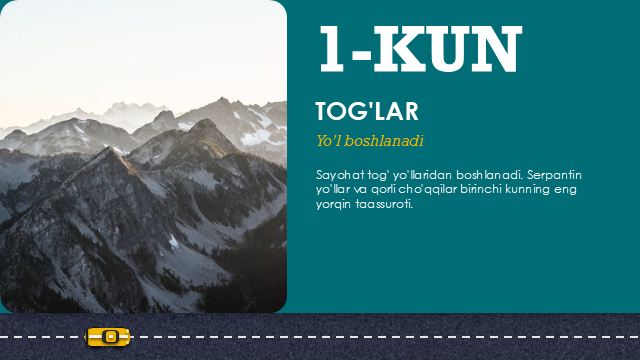 1-KUN
TOG'LAR
Yo'l boshlanadi
Sayohat tog' yo'llaridan boshlanadi. Serpantin
yo'llar va qorli cho'qqilar birinchi kunning eng
yorqin taassuroti.